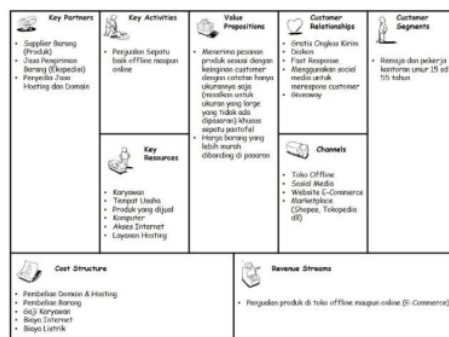 Key Partners
• Supplier Barang
(Produk)
• Jasa Pengiriman
Barang (Ekspedisi)
• Penyedia Jasa
Hosting dan Domain
Key Activities
• Penjualan Sepatu
baik offline maupun
online
Key
Resources
• Karyawan
• Tempat Usaha
• Produk yang dijual
• Komputer
• Akses Internet
• Layanan Hosting
Value
Propositions
• Menerima pesanan
produk sesuai dengan
keinginan customer
dengan catatan hanya
ukurannya saja
(misalkan untuk
ukuran yang large
yang tidak ada
dipasaran) khusus
sepatu pantofel
• Harga barang yang
lebih murah
dibanding di pasaran
Customer
Relationships
• Gratis Ongkos Kirim
• Diskon
• Fast Response
• Menggunakan social
media untuk
merespons customer
• Giveaway
Channels
• Toko Offline
• Sosial Media
• Website E-Commerce
• Marketplace
(Shopee, Tokopedia
dll)
Customer
Segments
• Remaja dan pekerja
kantoran umur 15 sd
55 tahun
Cost Structure
• Pembelian Domain & Hosting
• Pembelian Barang
• Gaji Karyawan
• Biaya Internet
• Biaya Listrik
Revenue Streams
• Penjualan produk di toko offline maupun online (E-Commerce)